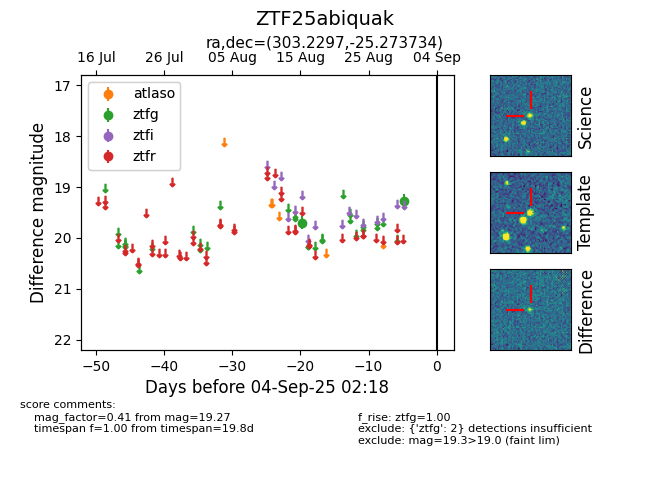 ZTF25abiquak
ra,dec=(303.2297,-25.273734)
16 Jul 26 Jul 05 Aug 15 Aug 25 Aug 04 Sep
17
18
19
20
21
22
Difference magnitude
atlaso
ztfg
ztfi
ztfr
−50 −40 −30 −20 −10 0
Days before 04-Sep-25 02:18
Science
Template
Difference
score comments:
mag_factor=0.41 from mag=19.27
timespan f=1.00 from timespan=19.8d
f_rise: ztfg=1.00
exclude: {'ztfg': 2} detections insufficient
exclude: mag=19.3>19.0 (faint lim)